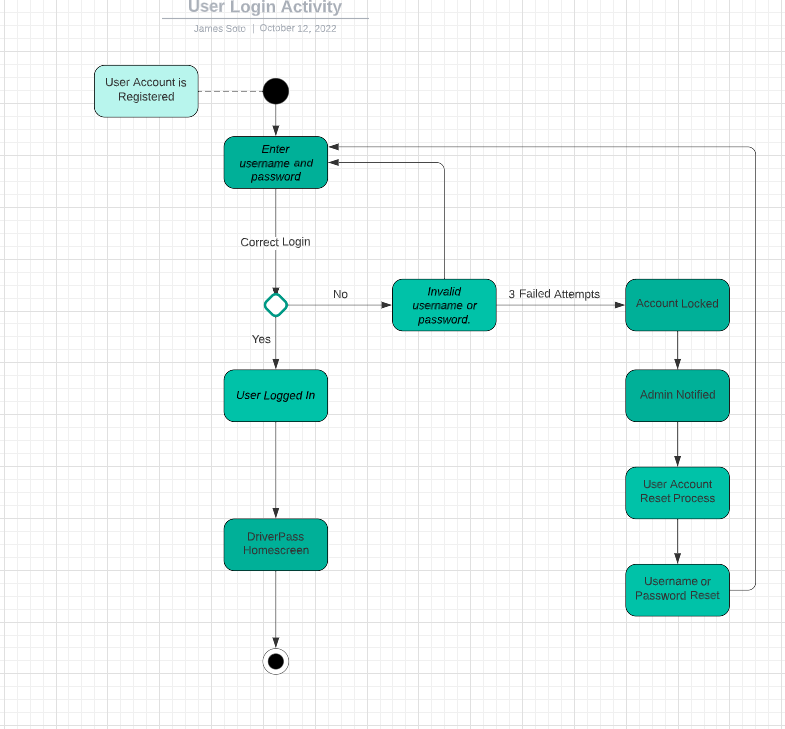 User Login Activity
James Soto | October 12, 2022
User Account is
Registered
Enter
username and
password
Correct Login
No
Invalid
username or
password.
3 Failed Attempts
Account Locked
Yes
User Logged In
Admin Notified
User Account
Reset Process
DriverPass
Homescreen
Username or
Password Reset